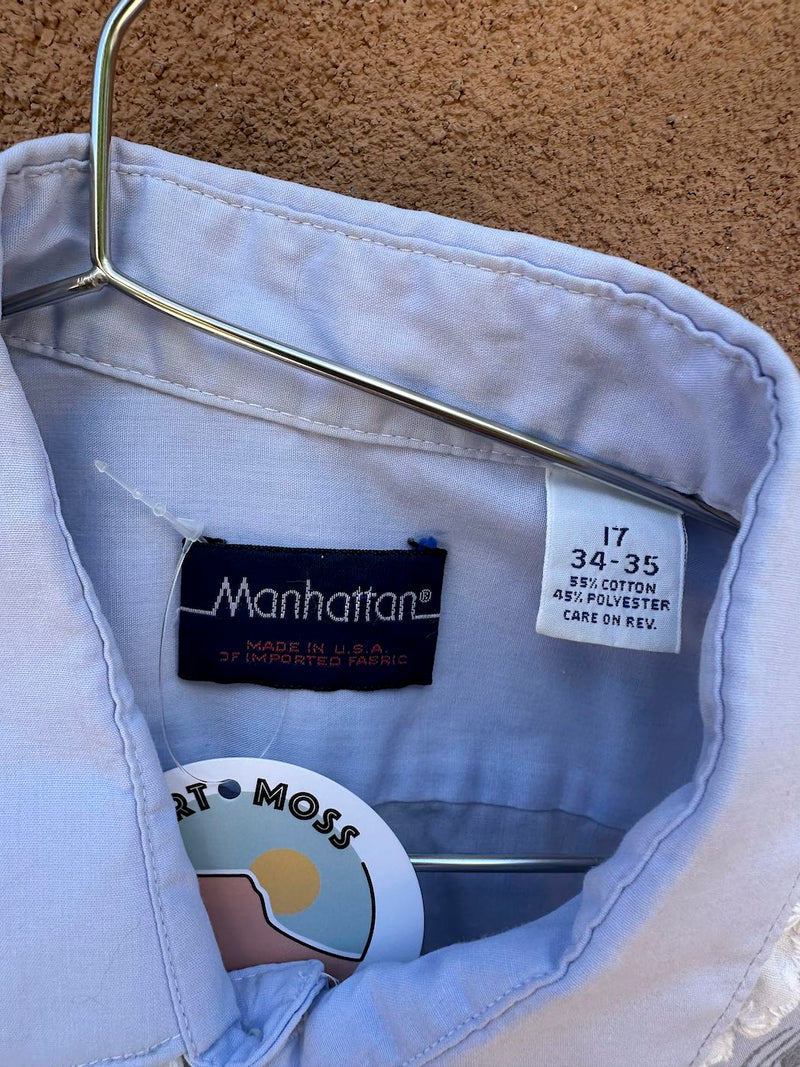 Manhattan®
MADE IN U.S.A.
OF IMPORTED FABRIC
17
34-35
55% COTTON
45% POLYESTER
CARE ON REV.
MOSS